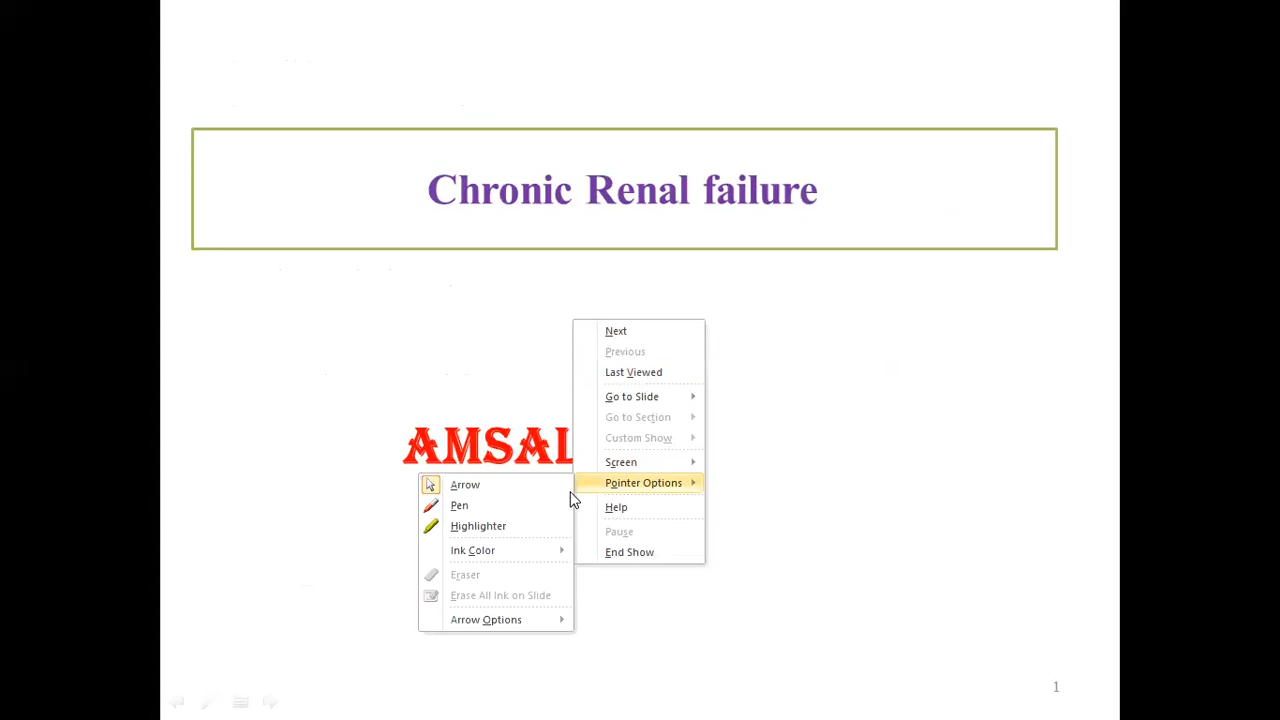 Chronic Renal failure
AMSAL
Next
Previous
Last Viewed
Go to Slide
Go to Section
Custom Show
Screen
Pointer Options
Help
Pause
End Show
Arrow
Pen
Highlighter
Ink Color
Eraser
Erase All Ink on Slide
Arrow Options
1